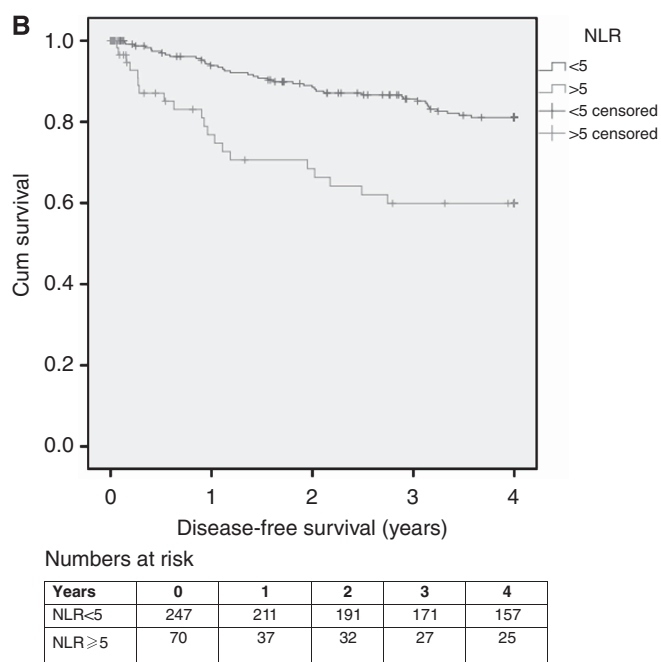 B
NLR
<5
>5
<5 censored
>5 censored
Cum survival
1.0
0.8
0.6
0.4
0.2
0.0
0 1 2 3 4
Disease-free survival (years)
Numbers at risk
Years 0 1 2 3 4
NLR<5 247 211 191 171 157
NLR⩾5 70 37 32 27 25